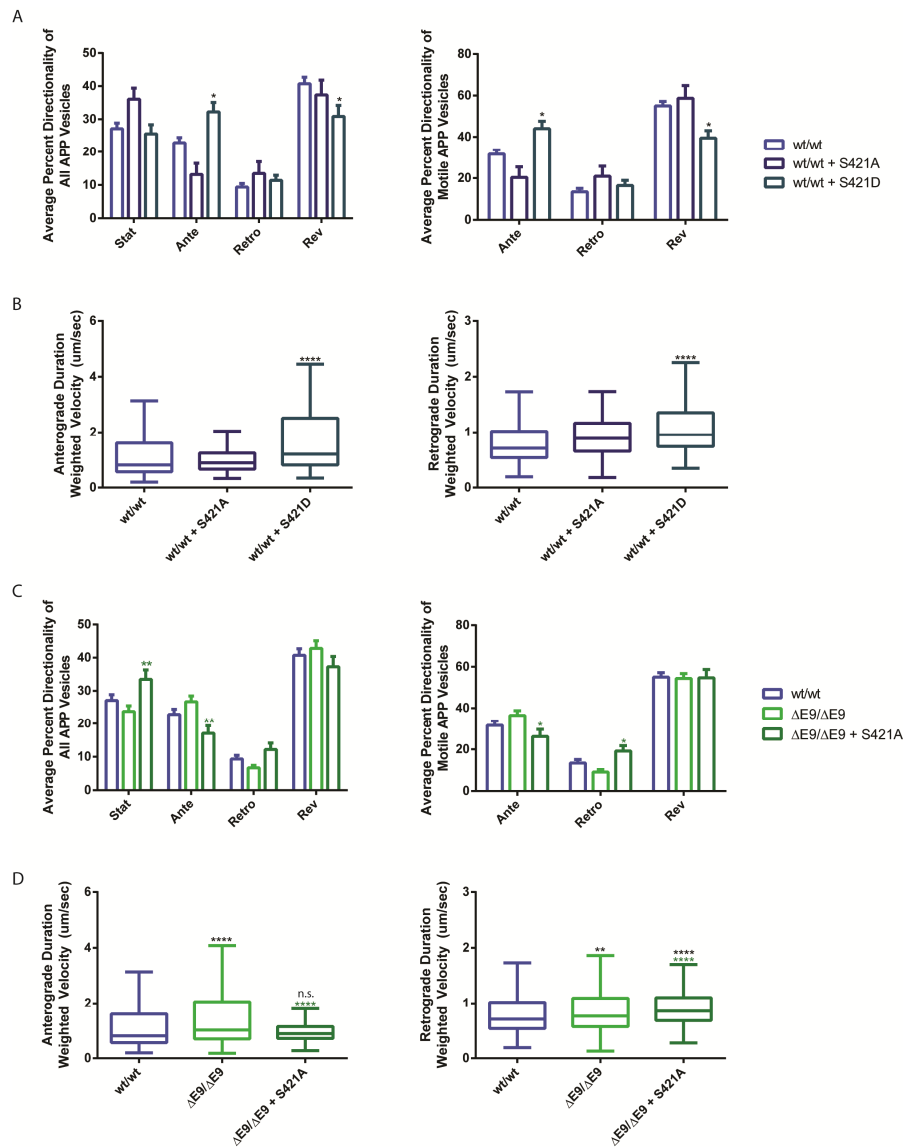 A
Average Percent Directionality of
All APP Vesicles
50
40
30
20
10
0
*
*
Stat
Ante
Retro
Rev
Average Percent Directionality of
Motile APP Vesicles
80
60
40
20
0
*
*
Ante
Retro
Rev
wt/wt
wt/wt + S421A
wt/wt + S421D
B
Anterograde Duration
Weighted Velocity (um/sec)
6
4
2
0
****
wt/wt
wt/wt + S421A
wt/wt + S421D
Retrograde Duration
Weighted Velocity (um/sec)
3
2
1
0
****
wt/wt
wt/wt + S421A
wt/wt + S421D
C
Average Percent Directionality of
All APP Vesicles
50
40
30
20
10
0
**
^^
Stat
Ante
Retro
Rev
Average Percent Directionality of
Motile APP Vesicles
80
60
40
20
0
*
*
Ante
Retro
Rev
wt/wt
ΔE9/ΔE9
ΔE9/ΔE9 + S421A
D
Anterograde Duration
Weighted Velocity (um/sec)
6
4
2
0
****
n.s.
****
wt/wt
ΔE9/ΔE9
ΔE9/ΔE9 + S421A
Retrograde Duration
Weighted Velocity (um/sec)
3
2
1
0
**
****
****
wt/wt
ΔE9/ΔE9
ΔE9/ΔE9 + S421A